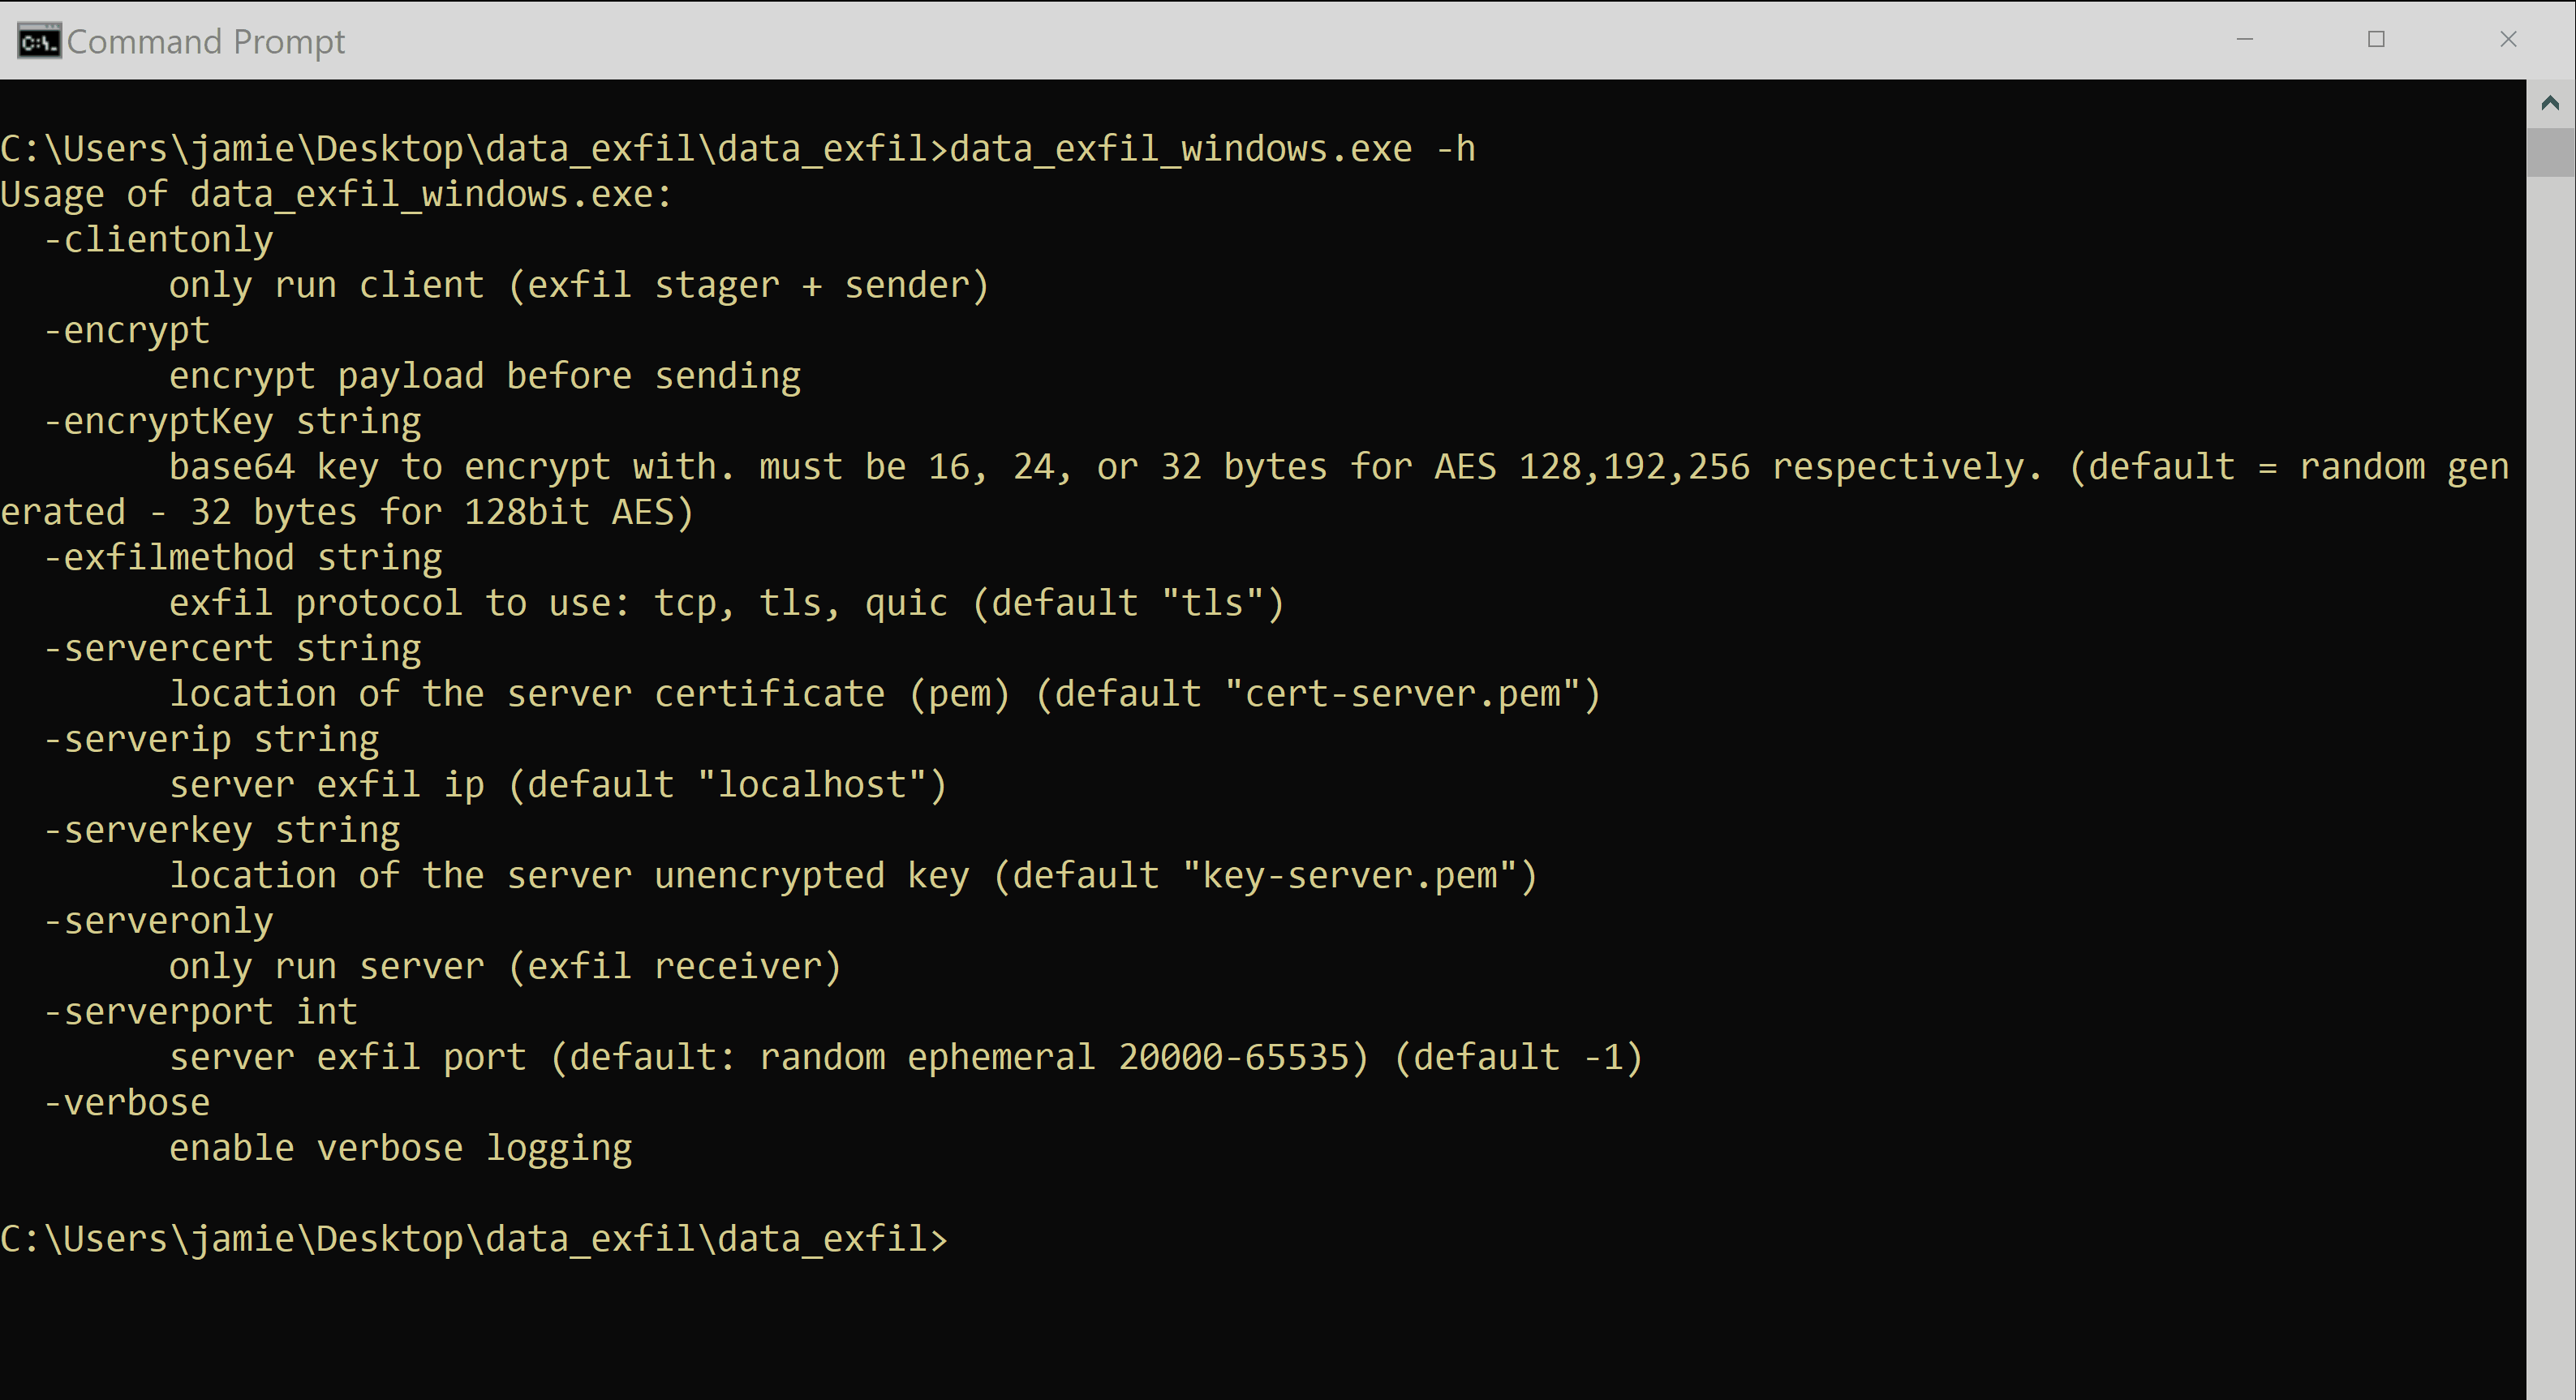 Command Prompt
C:\Users\jamie\Desktop\data_exfil\data_exfil>data_exfil_windows.exe -h
Usage of data_exfil_windows.exe:
  -clientonly
        only run client (exfil stager + sender)
  -encrypt
        encrypt payload before sending
  -encryptKey string
        base64 key to encrypt with. must be 16, 24, or 32 bytes for AES 128,192,256 respectively. (default = random gen
erated - 32 bytes for 128bit AES)
  -exfilmethod string
        exfil protocol to use: tcp, tls, quic (default "tls")
  -servercert string
        location of the server certificate (pem) (default "cert-server.pem")
  -serverip string
        server exfil ip (default "localhost")
  -serverkey string
        location of the server unencrypted key (default "key-server.pem")
  -serveronly
        only run server (exfil receiver)
  -serverport int
        server exfil port (default: random ephemeral 20000-65535) (default -1)
  -verbose
        enable verbose logging
C:\Users\jamie\Desktop\data_exfil\data_exfil>